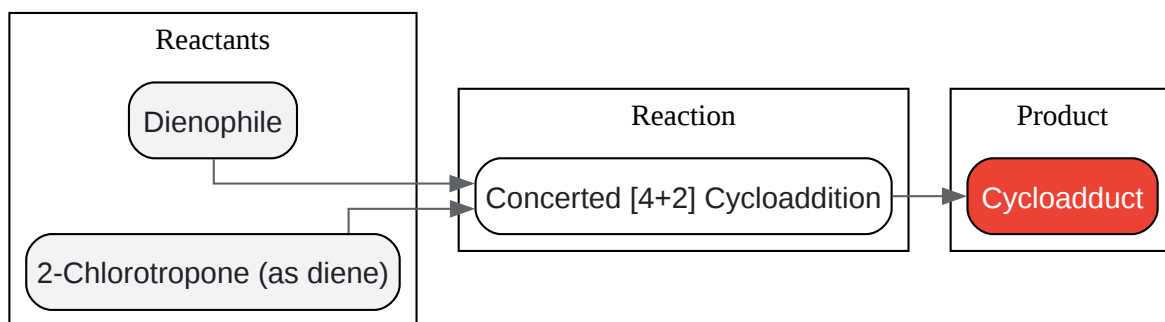 Reactants
Dienophile
2-Chlorotropone (as diene)
Reaction
Concerted [4+2] Cycloaddition
Product
Cycloadduct